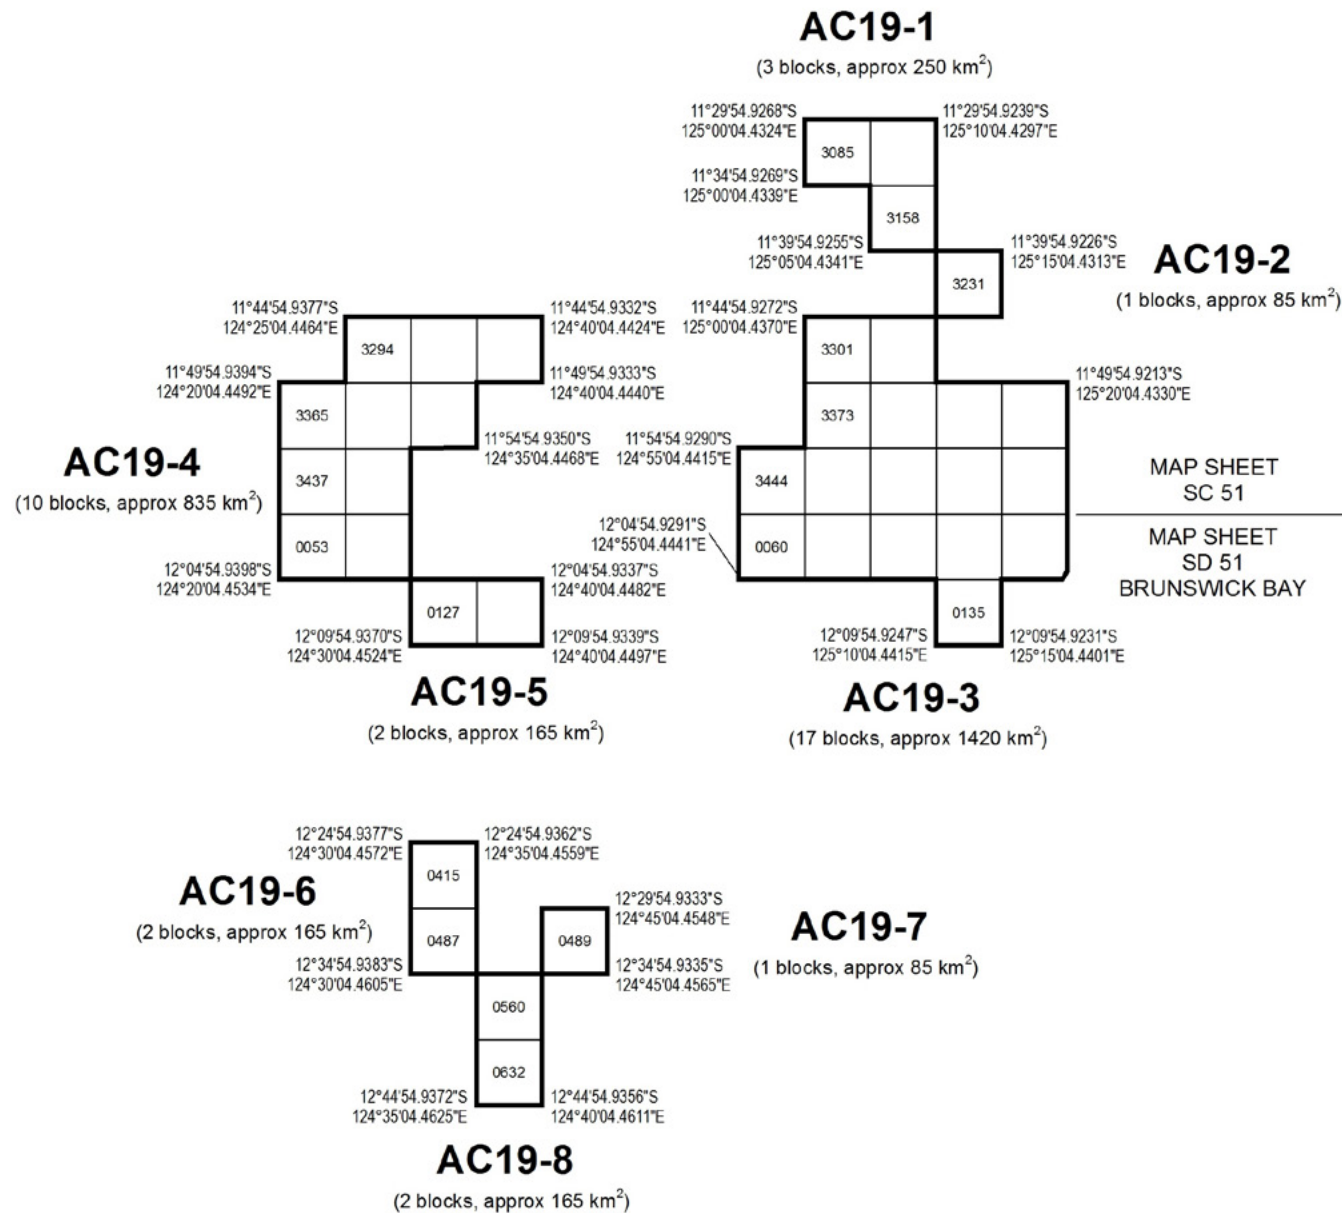 AC19-1
(3 blocks, approx 250 km²)
11°29'54.9268"S
125°00'04.4324"E
11°29'54.9239"S
125°10'04.4297"E
3085
11°34'54.9269"S
125°00'04.4339"E
3158
11°39'54.9255"S
125°05'04.4341"E
11°39'54.9226"S
125°15'04.4313"E
AC19-2
(1 blocks, approx 85 km²)
3231
11°44'54.9377"S
124°25'04.4464"E
11°44'54.9332"S
124°40'04.4424"E
11°44'54.9272"S
125°00'04.4370"E
3294
3301
11°49'54.9394"S
124°20'04.4492"E
11°49'54.9333"S
124°40'04.4440"E
11°49'54.9213"S
125°20'04.4330"E
3365
3373
11°54'54.9350"S
124°35'04.4468"E
11°54'54.9290"S
124°55'04.4415"E
AC19-4
(10 blocks, approx 835 km²)
3437
3444
MAP SHEET
SC 51
12°04'54.9291"S
124°55'04.4441"E
0053
0060
MAP SHEET
SD 51
BRUNSWICK BAY
12°04'54.9398"S
124°20'04.4534"E
12°04'54.9337"S
124°40'04.4482"E
0127
0135
12°09'54.9370"S
124°30'04.4524"E
12°09'54.9339"S
124°40'04.4497"E
12°09'54.9247"S
125°10'04.4415"E
12°09'54.9231"S
125°15'04.4401"E
AC19-5
(2 blocks, approx 165 km²)
AC19-3
(17 blocks, approx 1420 km²)
12°24'54.9377"S
124°30'04.4572"E
12°24'54.9362"S
124°35'04.4559"E
0415
AC19-6
(2 blocks, approx 165 km²)
12°29'54.9333"S
124°45'04.4548"E
0487
0489
AC19-7
(1 blocks, approx 85 km²)
12°34'54.9383"S
124°30'04.4605"E
12°34'54.9335"S
124°45'04.4565"E
0560
0632
12°44'54.9372"S
124°35'04.4625"E
12°44'54.9356"S
124°40'04.4611"E
AC19-8
(2 blocks, approx 165 km²)